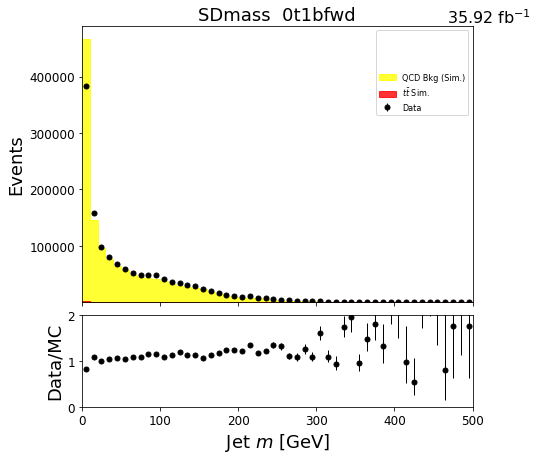 SDmass 0t1bfwd
35.92 fb⁻¹
QCD Bkg (Sim.)
tt̄ Sim.
Data
Events
400000
300000
200000
100000
Data/MC
2
1
0
0 100 200 300 400 500
Jet m [GeV]